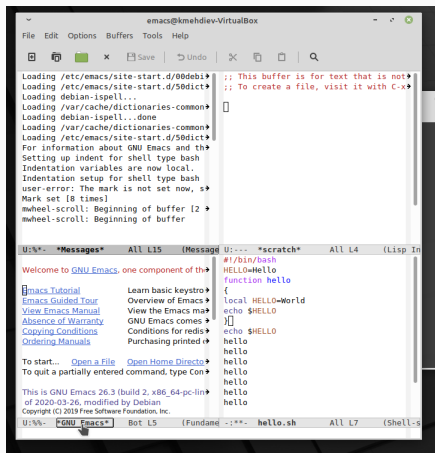 emacs@kmehdiev-VirtualBox
File Edit Options Buffers Tools Help
Save Undo
Loading /etc/emacs/site-start.d/00debi
Loading /etc/emacs/site-start.d/50dict
Loading debian-ispell...
Loading /var/cache/dictionaries-common
Loading debian-ispell...done
Loading /var/cache/dictionaries-common
Loading /etc/emacs/site-start.d/50dict
For information about GNU Emacs and th
Setting up indent for shell type bash
Indentation variables are now local.
Indentation setup for shell type bash
user-error: The mark is not set now, s
Mark set [8 times]
mwheel-scroll: Beginning of buffer [2
mwheel-scroll: Beginning of buffer
U:%*- *Messages* All L15 (Message
;; This buffer is for text that is not
;; To create a file, visit it with C-x
U:--- *scratch* All L4 (Lisp In
Welcome to GNU Emacs, one component of th
Emacs Tutorial Learn basic keystro
Emacs Guided Tour Overview of Emacs
View Emacs Manual View the Emacs ma
Absence of Warranty GNU Emacs comes
Copying Conditions Conditions for redis
Ordering Manuals Purchasing printed
To start... Open a File Open Home Directo
To quit a partially entered command, type Con
This is GNU Emacs 26.3 (build 2, x86_64-pc-lin
of 2020-03-26, modified by Debian
Copyright (C) 2019 Free Software Foundation, Inc.
U:%%- *GNU Emacs* Bot L5 (Fundame
#!/bin/bash
HELLO=Hello
function hello
{
local HELLO=World
echo $HELLO
}
echo $HELLO
hello
hello
hello
hello
hello
hello
hello
-:**- hello.sh All L7 (Shell-s